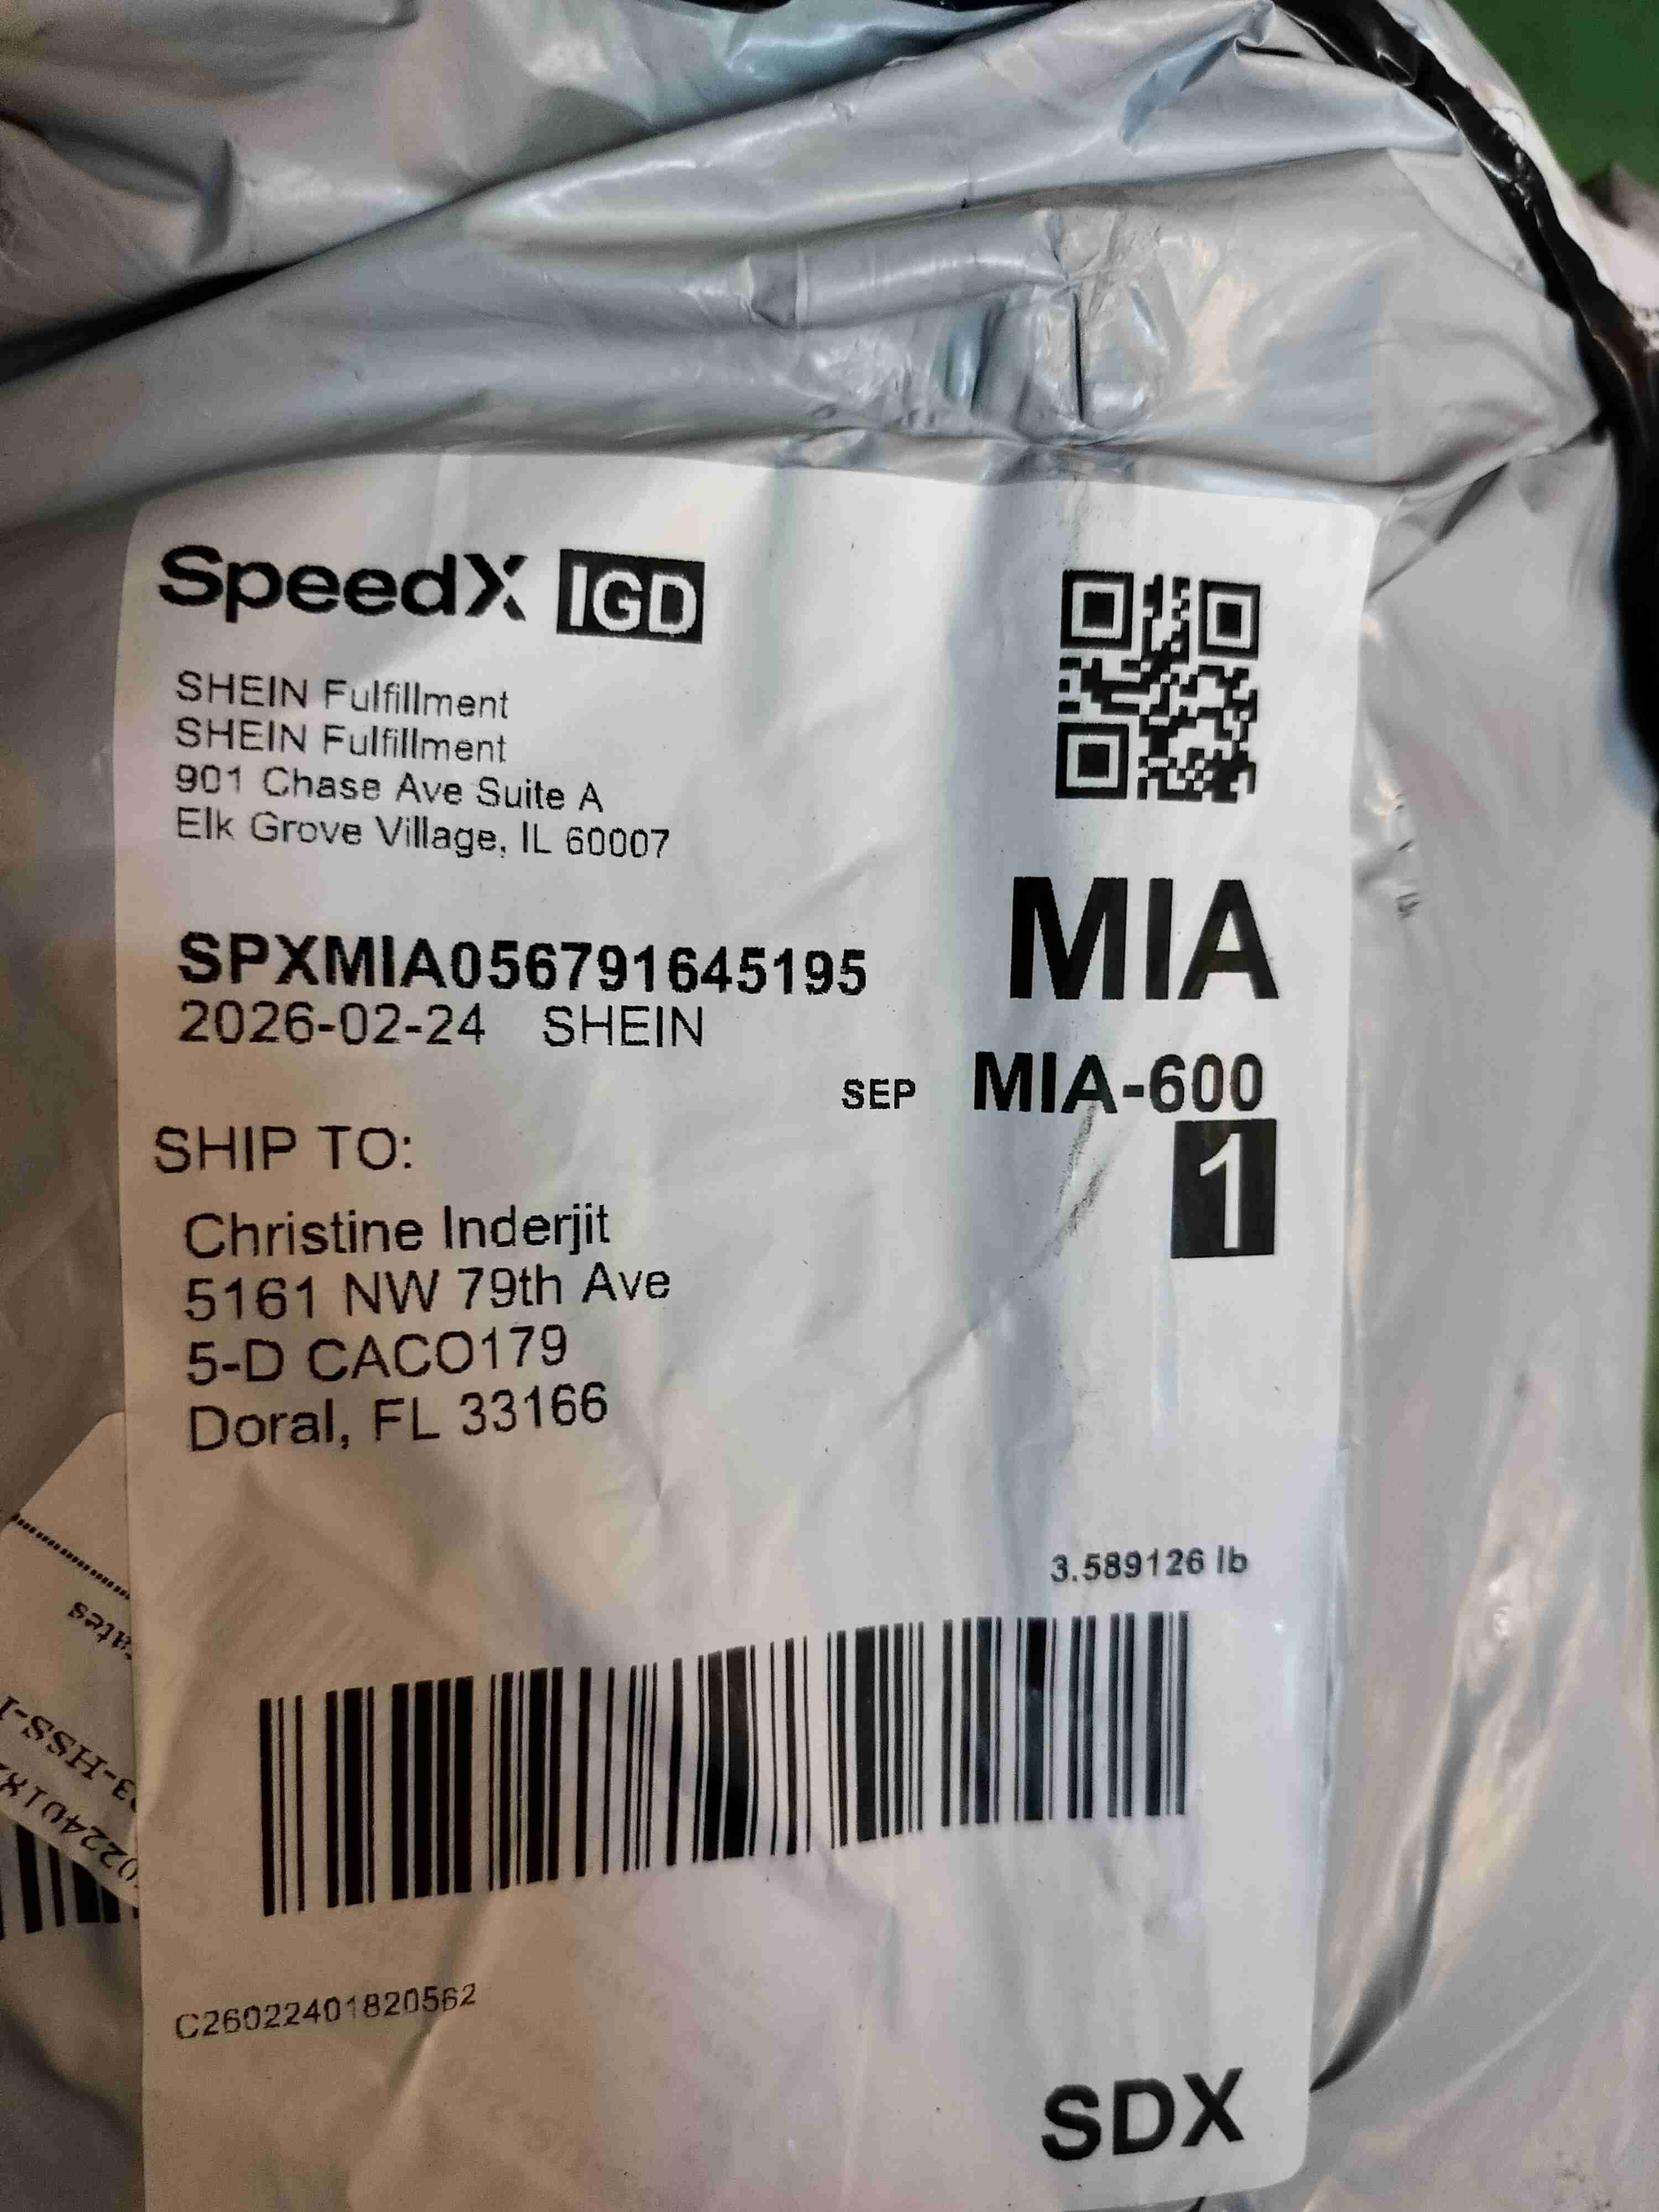 SpeedX IGD
SHEIN Fulfillment
SHEIN Fulfillment
901 Chase Ave Suite A
Elk Grove Village, IL 60007
SPXMIA056791645195
2026-02-24 SHEIN
MIA
SEP MIA-600
1
SHIP TO:
Christine Inderjit
5161 NW 79th Ave
5-D CACO179
Doral, FL 33166
3.589126 lb
C26022401820562
SDX